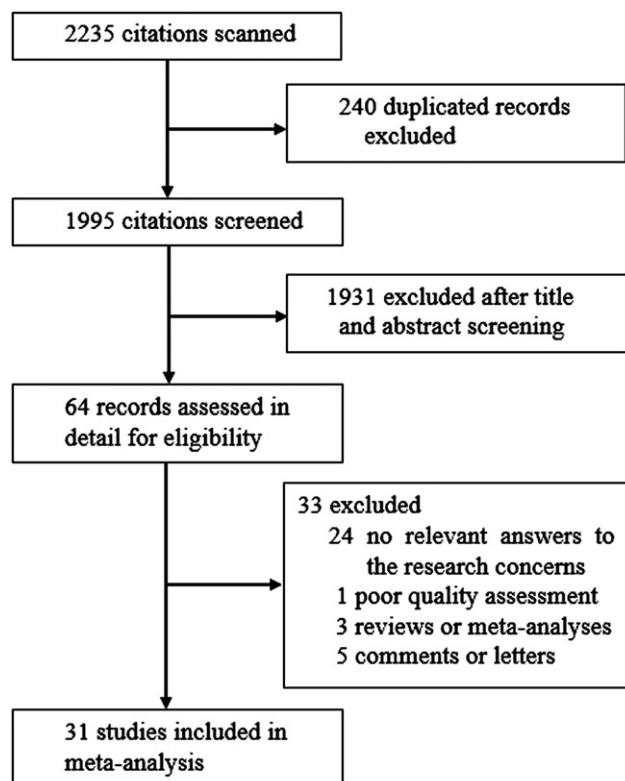 2235 citations scanned
240 duplicated records
excluded
1995 citations screened
1931 excluded after title
and abstract screening
64 records assessed in
detail for eligibility
33 excluded
24 no relevant answers to
the research concerns
1 poor quality assessment
3 reviews or meta-analyses
5 comments or letters
31 studies included in
meta-analysis